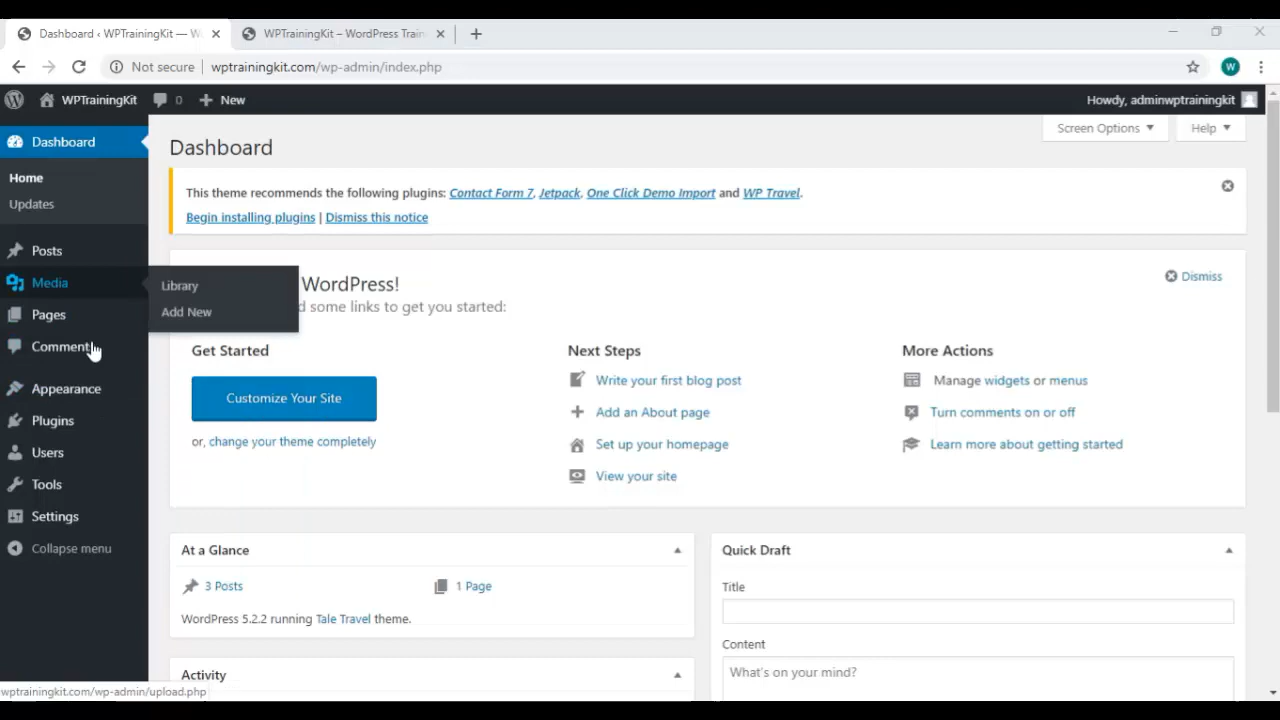 Dashboard ‹ WPTrainingKit — W
WPTrainingKit – WordPress Train
Not secure
wptrainingkit.com/wp-admin/index.php
W
WPTrainingKit
0
New
Howdy, adminwptrainingkit
Dashboard
Home
Updates
Posts
Media
Library
Add New
Pages
Comment
Appearance
Plugins
Users
Tools
Settings
Collapse menu
Dashboard
Screen Options
Help
This theme recommends the following plugins: Contact Form 7, Jetpack, One Click Demo Import and WP Travel.
Begin installing plugins | Dismiss this notice
WordPress!
Dismiss
d some links to get you started:
Get Started
Customize Your Site
or, change your theme completely
Next Steps
Write your first blog post
Add an About page
Set up your homepage
View your site
More Actions
Manage widgets or menus
Turn comments on or off
Learn more about getting started
At a Glance
3 Posts
1 Page
WordPress 5.2.2 running Tale Travel theme.
Activity
Quick Draft
Title
Content
What's on your mind?
wptrainingkit.com/wp-admin/upload.php